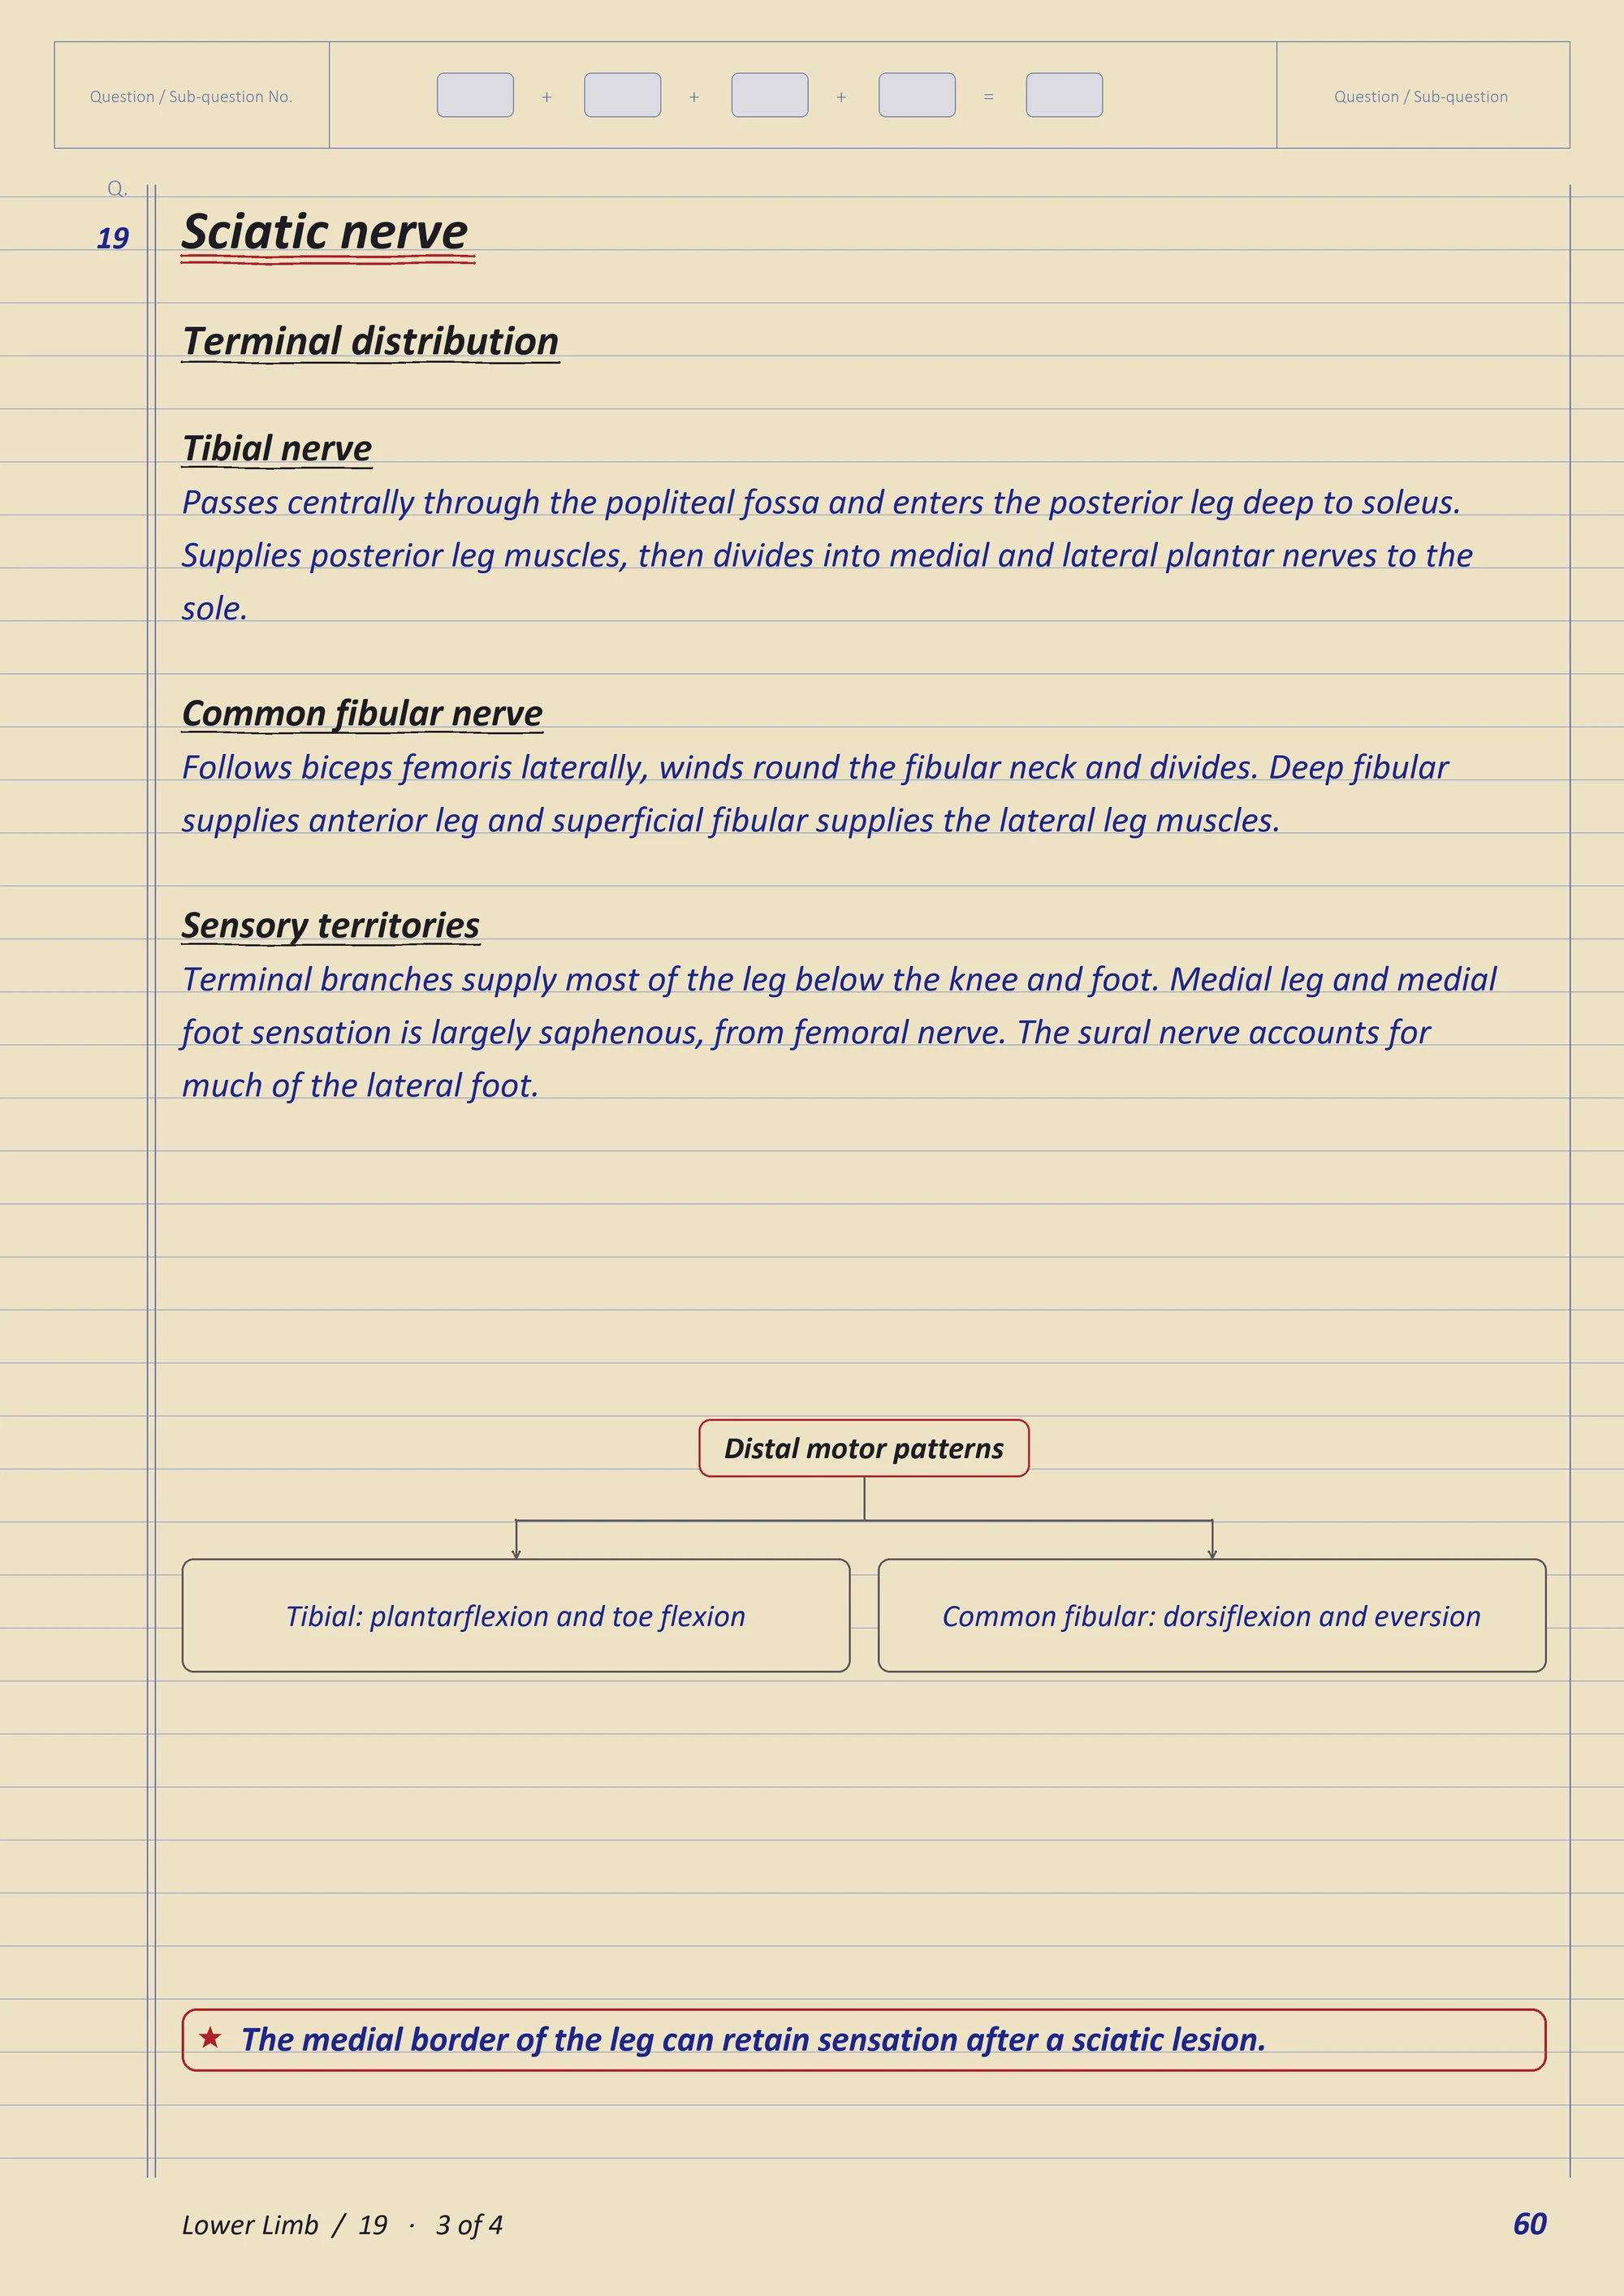 Question / Sub-question No.
+ + + =
Question / Sub-question
Q.
19
Sciatic nerve
Terminal distribution
Tibial nerve
Passes centrally through the popliteal fossa and enters the posterior leg deep to soleus.
Supplies posterior leg muscles, then divides into medial and lateral plantar nerves to the
sole.
Common fibular nerve
Follows biceps femoris laterally, winds round the fibular neck and divides. Deep fibular
supplies anterior leg and superficial fibular supplies the lateral leg muscles.
Sensory territories
Terminal branches supply most of the leg below the knee and foot. Medial leg and medial
foot sensation is largely saphenous, from femoral nerve. The sural nerve accounts for
much of the lateral foot.
Distal motor patterns
Tibial: plantarflexion and toe flexion
Common fibular: dorsiflexion and eversion
★ The medial border of the leg can retain sensation after a sciatic lesion.
Lower Limb / 19 · 3 of 4
60